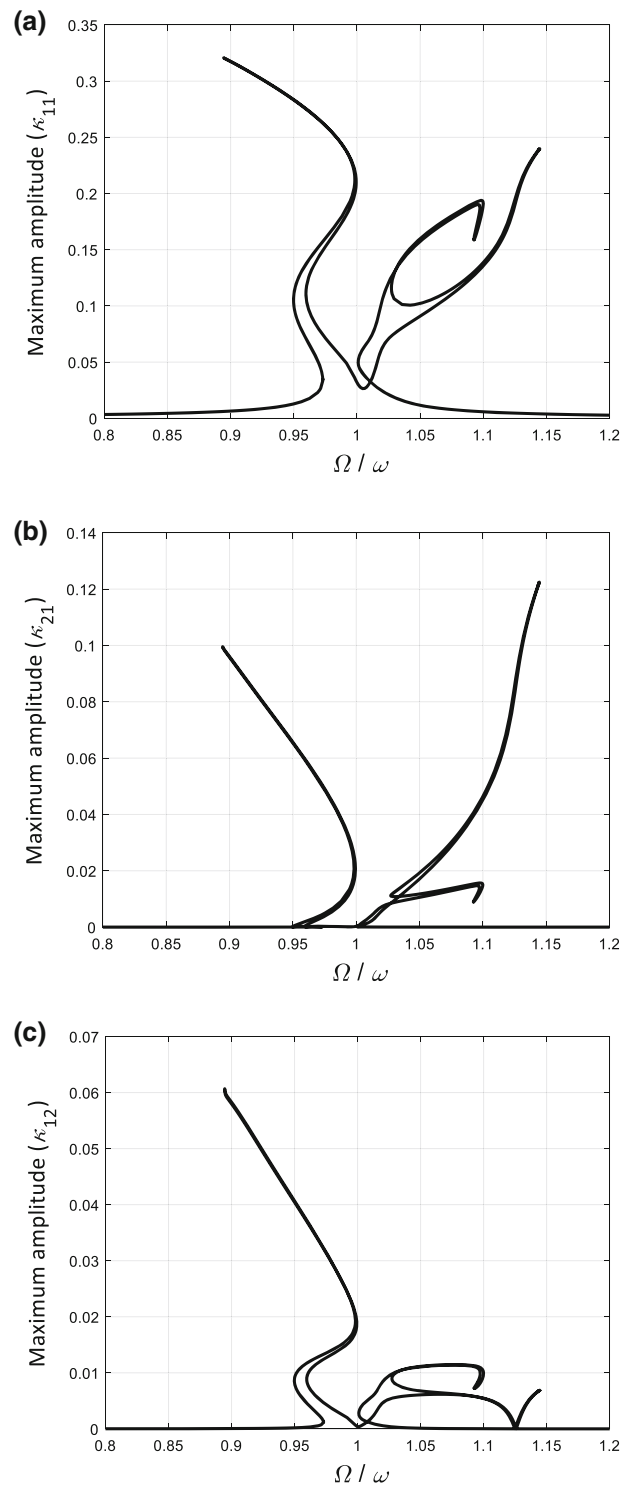 (a)
Maximum amplitude (κ₁₁)
0.35
0.3
0.25
0.2
0.15
0.1
0.05
0
0.8 0.85 0.9 0.95 1 1.05 1.1 1.15 1.2
Ω / ω
(b)
Maximum amplitude (κ₂₁)
0.14
0.12
0.1
0.08
0.06
0.04
0.02
0
0.8 0.85 0.9 0.95 1 1.05 1.1 1.15 1.2
Ω / ω
(c)
Maximum amplitude (κ₁₂)
0.07
0.06
0.05
0.04
0.03
0.02
0.01
0
0.8 0.85 0.9 0.95 1 1.05 1.1 1.15 1.2
Ω / ω